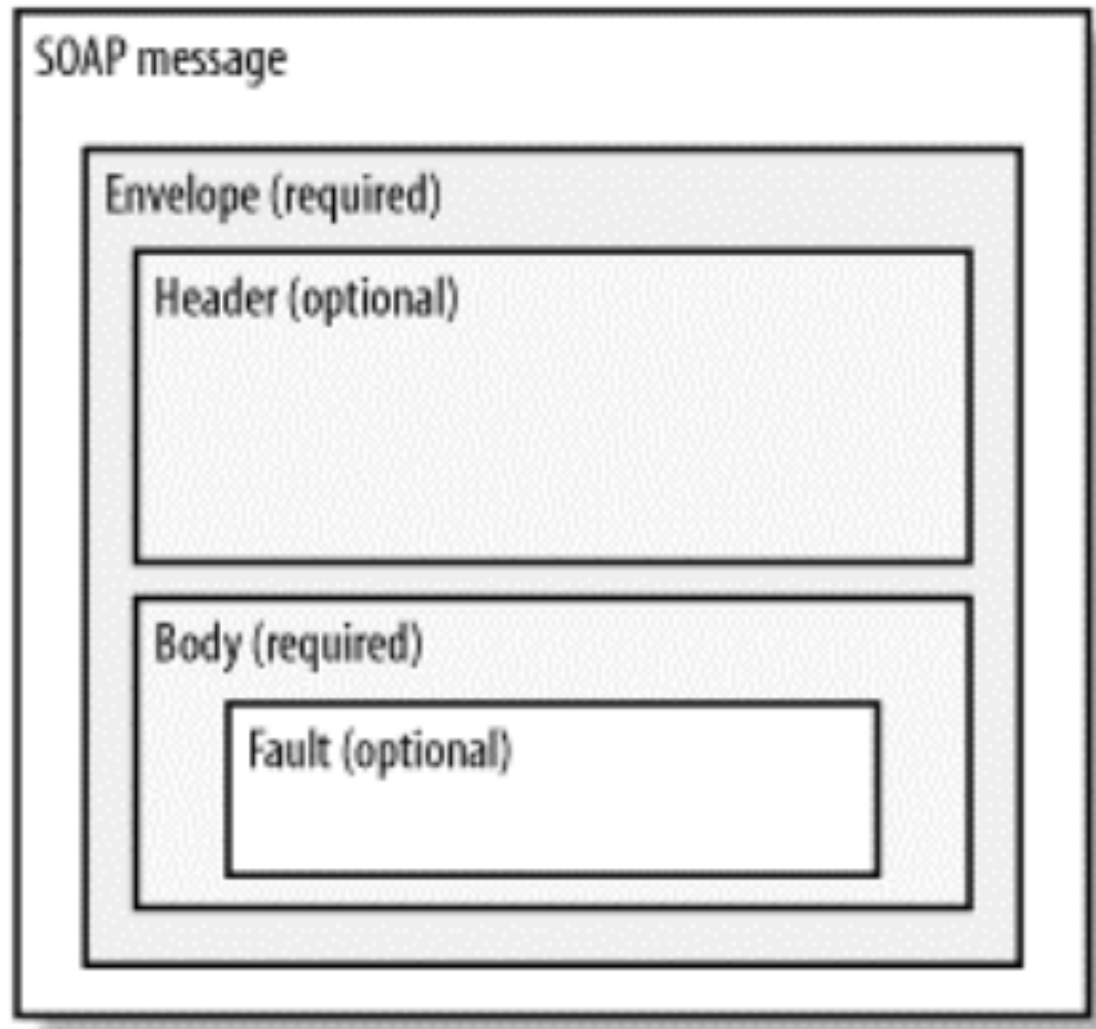 SOAP message
Envelope (required)
Header (optional)
Body (required)
Fault (optional)